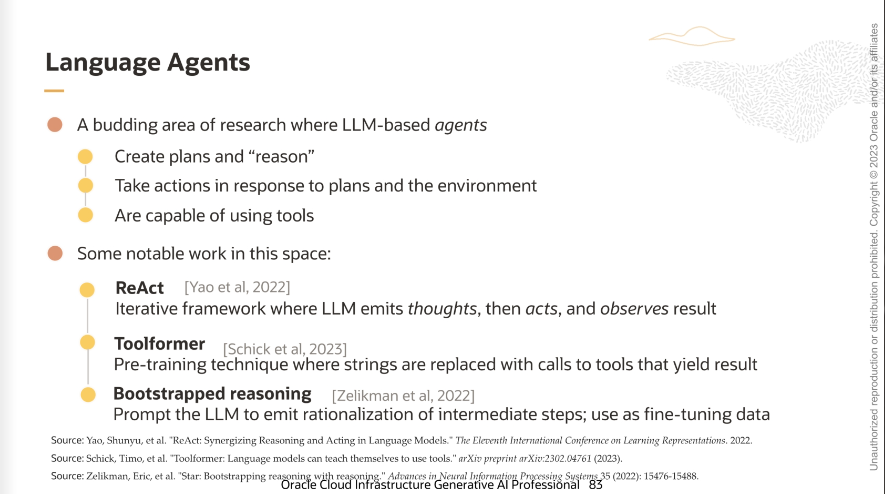 Language Agents
A budding area of research where LLM-based agents
Create plans and “reason”
Take actions in response to plans and the environment
Are capable of using tools
Some notable work in this space:
ReAct [Yao et al, 2022]
Iterative framework where LLM emits thoughts, then acts, and observes result
Toolformer [Schick et al, 2023]
Pre-training technique where strings are replaced with calls to tools that yield result
Bootstrapped reasoning [Zelikman et al, 2022]
Prompt the LLM to emit rationalization of intermediate steps; use as fine-tuning data
Source: Yao, Shunyu, et al. "ReAct: Synergizing Reasoning and Acting in Language Models." The Eleventh International Conference on Learning Representations. 2022.
Source: Schick, Timo, et al. "Toolformer: Language models can teach themselves to use tools." arXiv preprint arXiv:2302.04761 (2023).
Source: Zelikman, Eric, et al. "Star: Bootstrapping reasoning with reasoning." Advances in Neural Information Processing Systems 35 (2022): 15476-15488.
Oracle Cloud Infrastructure Generative AI Professional 83
Unauthorized reproduction or distribution prohibited. Copyright © 2023 Oracle and/or its affiliates